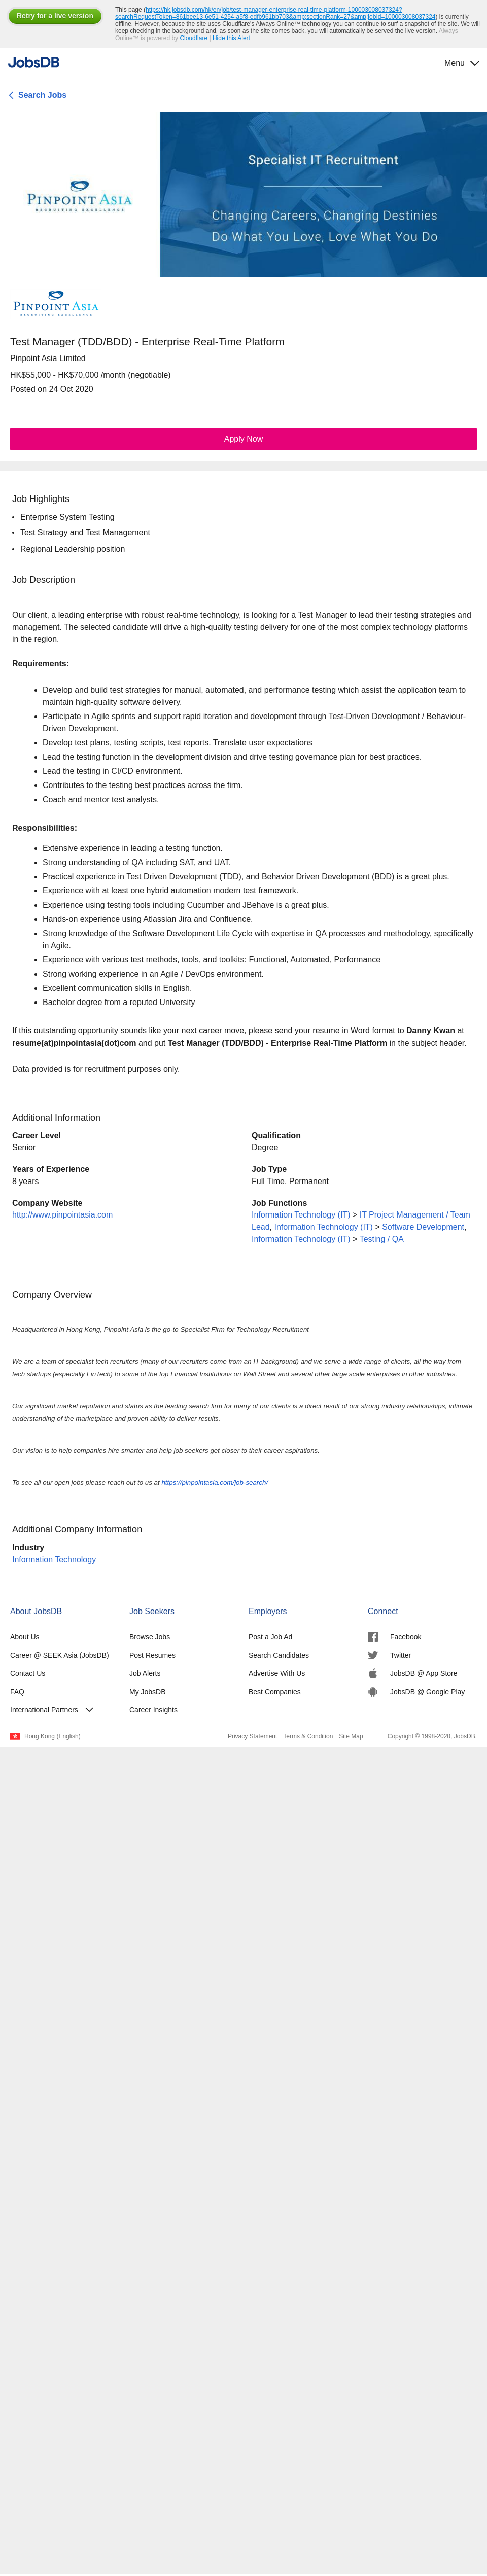 Retry for a live version
This page (https://hk.jobsdb.com/hk/en/job/test-manager-enterprise-real-time-platform-100003008037324?
searchRequestToken=861bee13-6e51-4254-a5f8-edfb961bb703&amp;sectionRank=27&amp;jobId=100003008037324) is currently
offline. However, because the site uses Cloudflare's Always Online™ technology you can continue to surf a snapshot of the site. We will
keep checking in the background and, as soon as the site comes back, you will automatically be served the live version. Always
Online™ is powered by Cloudflare | Hide this Alert
JobsDB
Menu
Search Jobs
PINPOINT ASIA
RECRUITING EXCELLENCE
Specialist IT Recruitment
Changing Careers, Changing Destinies
Do What You Love, Love What You Do
PINPOINT ASIA
RECRUITING EXCELLENCE
Test Manager (TDD/BDD) - Enterprise Real-Time Platform
Pinpoint Asia Limited
HK$55,000 - HK$70,000 /month (negotiable)
Posted on 24 Oct 2020
Apply Now
Job Highlights
• Enterprise System Testing
• Test Strategy and Test Management
• Regional Leadership position
Job Description
Our client, a leading enterprise with robust real-time technology, is looking for a Test Manager to lead their testing strategies and
management. The selected candidate will drive a high-quality testing delivery for one of the most complex technology platforms
in the region.
Requirements:
• Develop and build test strategies for manual, automated, and performance testing which assist the application team to
maintain high-quality software delivery.
• Participate in Agile sprints and support rapid iteration and development through Test-Driven Development / Behaviour-
Driven Development.
• Develop test plans, testing scripts, test reports. Translate user expectations
• Lead the testing function in the development division and drive testing governance plan for best practices.
• Lead the testing in CI/CD environment.
• Contributes to the testing best practices across the firm.
• Coach and mentor test analysts.
Responsibilities:
• Extensive experience in leading a testing function.
• Strong understanding of QA including SAT, and UAT.
• Practical experience in Test Driven Development (TDD), and Behavior Driven Development (BDD) is a great plus.
• Experience with at least one hybrid automation modern test framework.
• Experience using testing tools including Cucumber and JBehave is a great plus.
• Hands-on experience using Atlassian Jira and Confluence.
• Strong knowledge of the Software Development Life Cycle with expertise in QA processes and methodology, specifically
in Agile.
• Experience with various test methods, tools, and toolkits: Functional, Automated, Performance
• Strong working experience in an Agile / DevOps environment.
• Excellent communication skills in English.
• Bachelor degree from a reputed University
If this outstanding opportunity sounds like your next career move, please send your resume in Word format to Danny Kwan at
resume(at)pinpointasia(dot)com and put Test Manager (TDD/BDD) - Enterprise Real-Time Platform in the subject header.
Data provided is for recruitment purposes only.
Additional Information
Career Level
Senior
Qualification
Degree
Years of Experience
8 years
Job Type
Full Time, Permanent
Company Website
http://www.pinpointasia.com
Job Functions
Information Technology (IT) > IT Project Management / Team
Lead, Information Technology (IT) > Software Development,
Information Technology (IT) > Testing / QA
Company Overview
Headquartered in Hong Kong, Pinpoint Asia is the go-to Specialist Firm for Technology Recruitment
We are a team of specialist tech recruiters (many of our recruiters come from an IT background) and we serve a wide range of clients, all the way from
tech startups (especially FinTech) to some of the top Financial Institutions on Wall Street and several other large scale enterprises in other industries.
Our significant market reputation and status as the leading search firm for many of our clients is a direct result of our strong industry relationships, intimate
understanding of the marketplace and proven ability to deliver results.
Our vision is to help companies hire smarter and help job seekers get closer to their career aspirations.
To see all our open jobs please reach out to us at https://pinpointasia.com/job-search/
Additional Company Information
Industry
Information Technology
About JobsDB
About Us
Career @ SEEK Asia (JobsDB)
Contact Us
FAQ
International Partners
Job Seekers
Browse Jobs
Post Resumes
Job Alerts
My JobsDB
Career Insights
Employers
Post a Job Ad
Search Candidates
Advertise With Us
Best Companies
Connect
Facebook
Twitter
JobsDB @ App Store
JobsDB @ Google Play
Hong Kong (English)
Privacy Statement Terms & Condition Site Map
Copyright © 1998-2020, JobsDB.